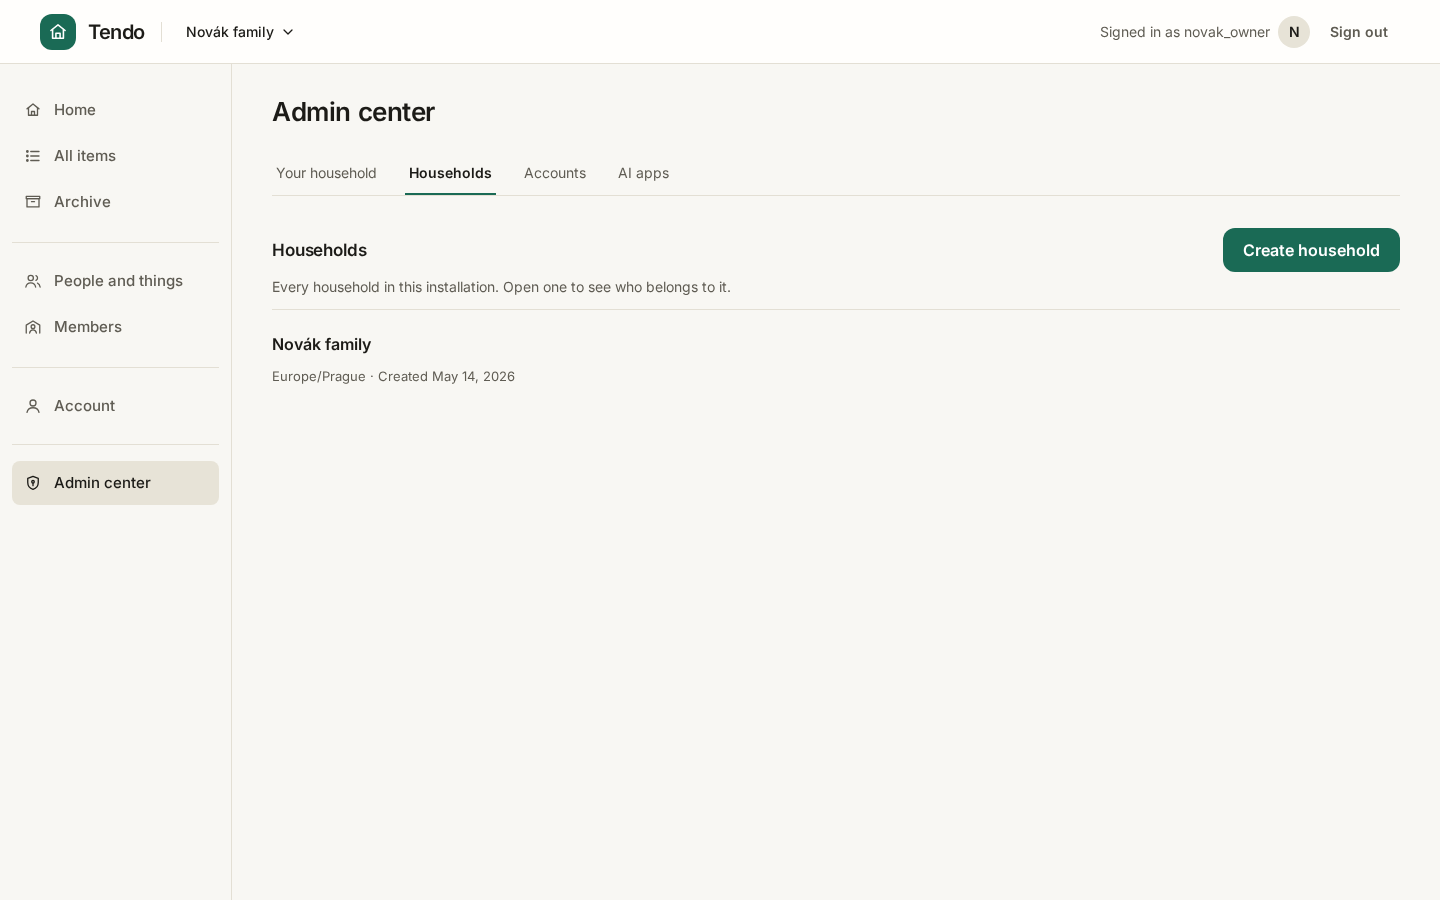 Tendo
Novák family
Signed in as novak_owner
N
Sign out
Home
All items
Archive
People and things
Members
Account
Admin center
Admin center
Your household
Households
Accounts
AI apps
Households
Create household
Every household in this installation. Open one to see who belongs to it.
Novák family
Europe/Prague · Created May 14, 2026